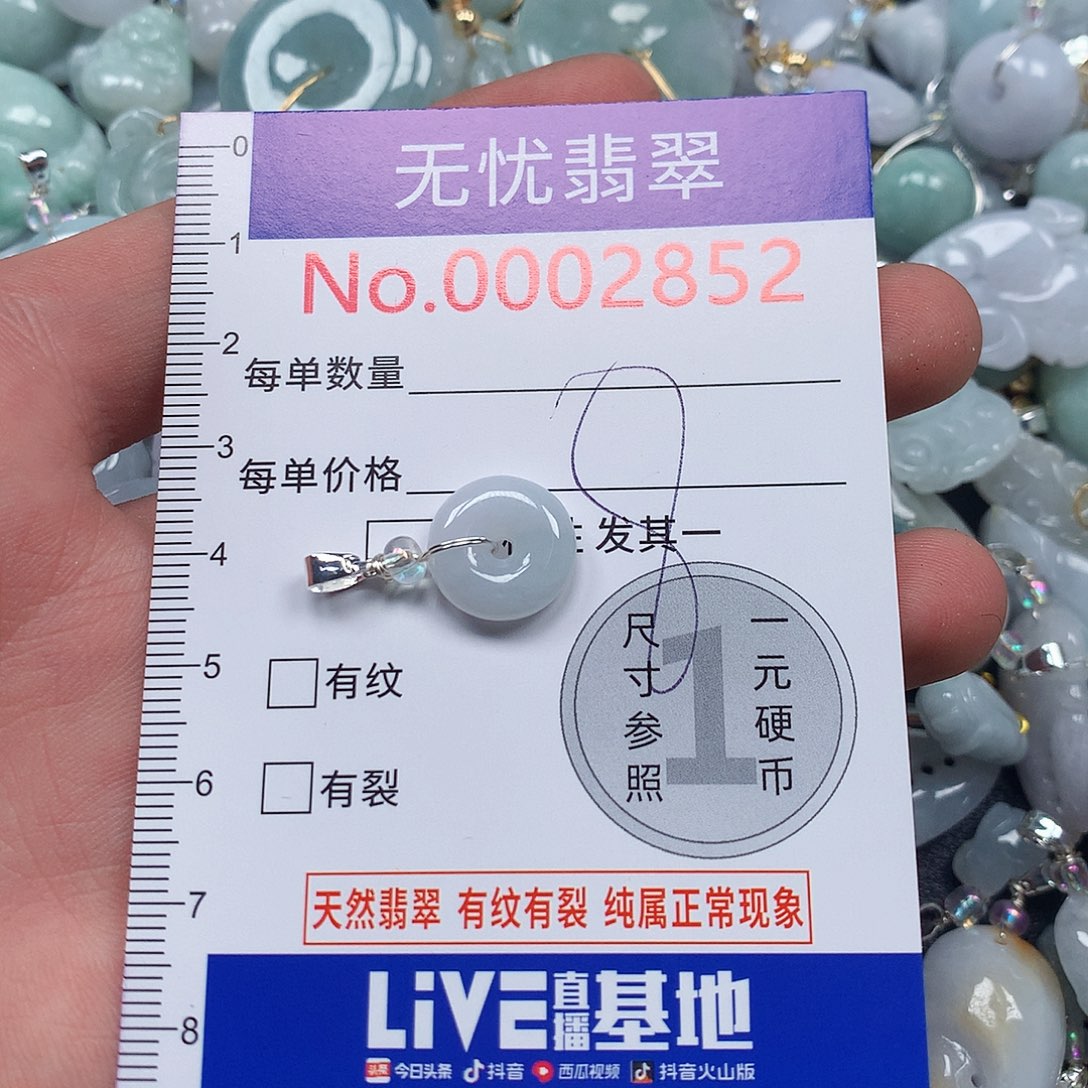 无忧翡翠
No.0002852
每单数量
每单价格
发其一
有纹
有裂
尺寸参照
一元硬币
1
天然翡翠 有纹有裂 纯属正常现象
LiVE直播基地
头条 今日头条 抖音 西瓜视频 抖音火山版
0
1
2
3
4
5
6
7
8